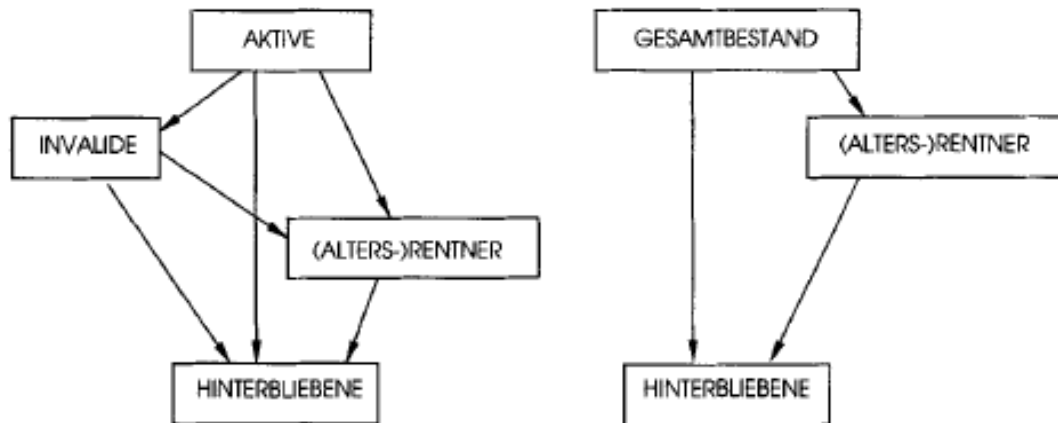 AKTIVE
GESAMTBESTAND
INVALIDE
(ALTERS-)RENTNER
(ALTERS-)RENTNER
HINTERBLIEBENE
HINTERBLIEBENE